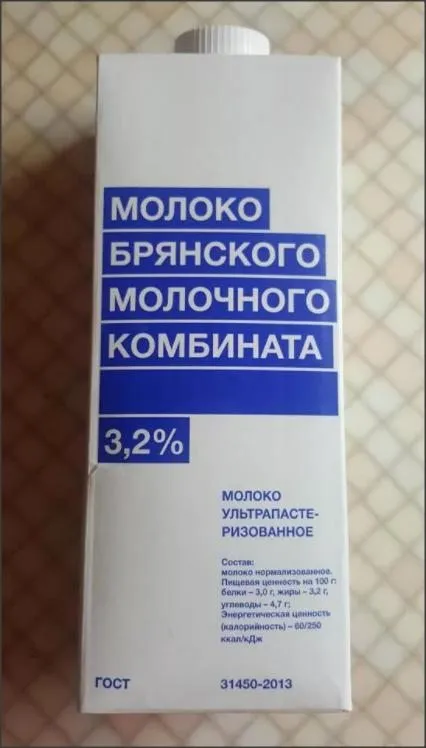 МОЛОКО
БРЯНСКОГО
МОЛОЧНОГО
КОМБИНАТА
3,2%
МОЛОКО
УЛЬТРАПАСТЕ-
РИЗОВАННОЕ
Состав:
молоко нормализованное.
Пищевая ценность на 100 г:
белки – 3,0 г, жиры – 3,2 г,
углеводы – 4,7 г;
Энергетическая ценность
(калорийность) – 60/250
ккал/кДж
ГОСТ 31450-2013